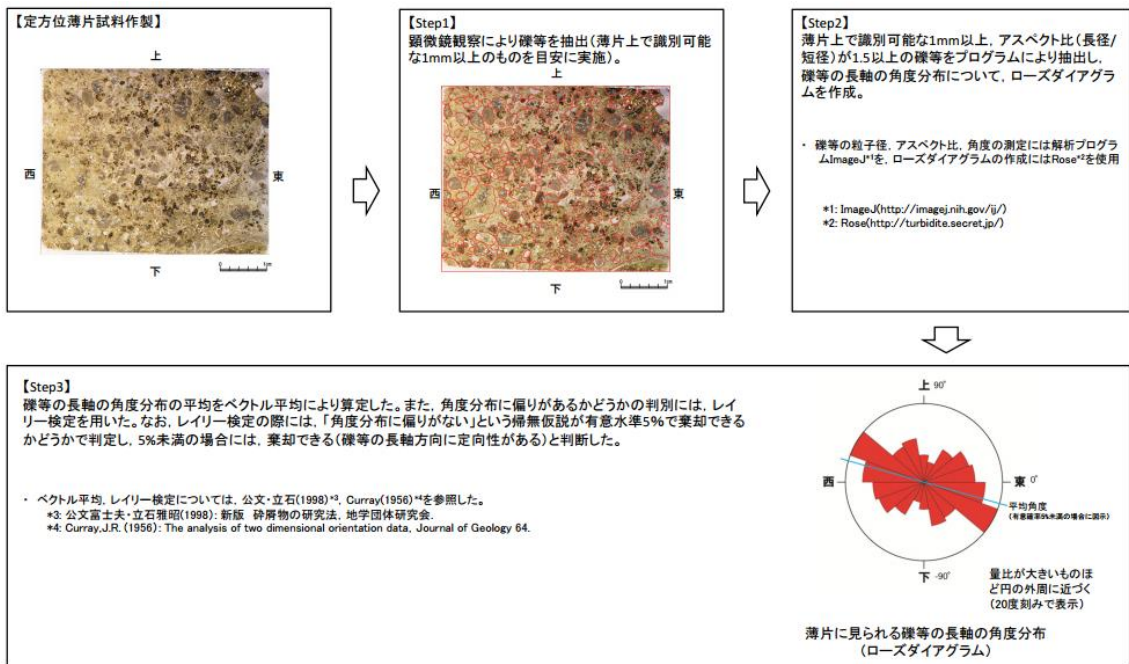 【定方位薄片試料作製】
上
西
東
下
1cm
【Step1】
顕微鏡観察により礫等を抽出(薄片上で識別可能
な1mm以上のものを目安に実施)。
上
西
東
下
1cm
【Step2】
薄片上で識別可能な1mm以上，アスペクト比(長径/
短径)が1.5以上の礫等をプログラムにより抽出し，
礫等の長軸の角度分布について，ローズダイアグラ
ムを作成。
・ 礫等の粒子径，アスペクト比，角度の測定には解析プログラ
ムImageJ*1を，ローズダイアグラムの作成にはRose*2を使用
*1: ImageJ(http://imagej.nih.gov/ij/)
*2: Rose(http://turbidite.secret.jp/)
【Step3】
礫等の長軸の角度分布の平均をベクトル平均により算定した。また，角度分布に偏りがあるかどうかの判別には，レイ
リー検定を用いた。なお，レイリー検定の際には，「角度分布に偏りがない」という帰無仮説が有意水準5%で棄却できる
かどうかで判定し，5%未満の場合には，棄却できる(礫等の長軸方向に定向性がある)と判断した。
・ ベクトル平均，レイリー検定については，公文・立石(1998)*3，Curray(1956)*4を参照した。
*3: 公文富士夫・立石雅昭(1998): 新版 砕屑物の研究法，地学団体研究会.
*4: Curray,J.R. (1956): The analysis of two dimensional orientation data, Journal of Geology 64.
上 90°
西
東 0°
平均角度
(有意確率5%未満の場合に図示)
下 -90°
量比が大きいものほ
ど円の外周に近づく
(20度刻みで表示)
薄片に見られる礫等の長軸の角度分布
(ローズダイアグラム)